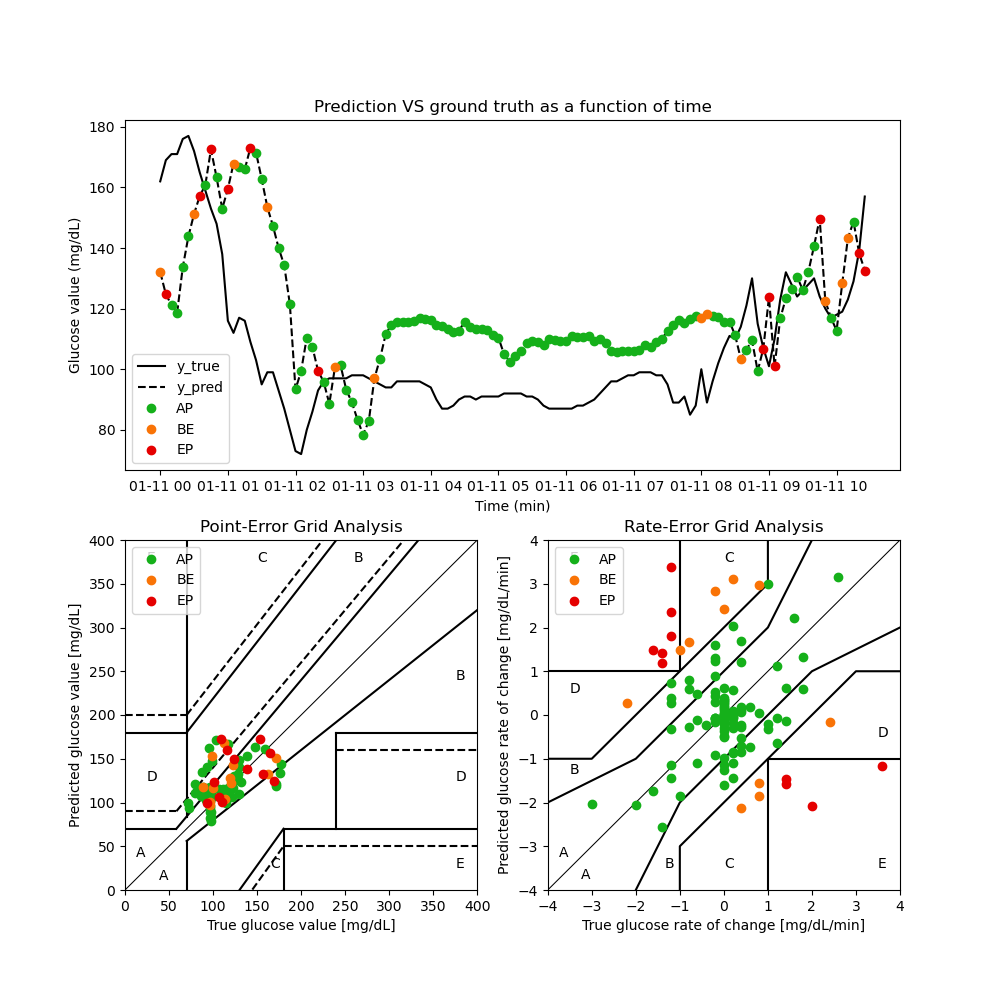 Prediction VS ground truth as a function of time
Glucose value (mg/dL)
180
160
140
120
100
80
y_true
y_pred
AP
BE
EP
01-11 00 01-11 01 01-11 02 01-11 03 01-11 04 01-11 05 01-11 06 01-11 07 01-11 08 01-11 09 01-11 10
Time (min)
Point-Error Grid Analysis
Predicted glucose value [mg/dL]
400
350
300
250
200
150
100
50
0
AP
BE
EP
C
B
B
D
D
A
A
C
E
0 50 100 150 200 250 300 350 400
True glucose value [mg/dL]
Rate-Error Grid Analysis
Predicted glucose rate of change [mg/dL/min]
4
3
2
1
0
−1
−2
−3
−4
AP
BE
EP
C
D
D
B
A
A
B
C
E
−4 −3 −2 −1 0 1 2 3 4
True glucose rate of change [mg/dL/min]